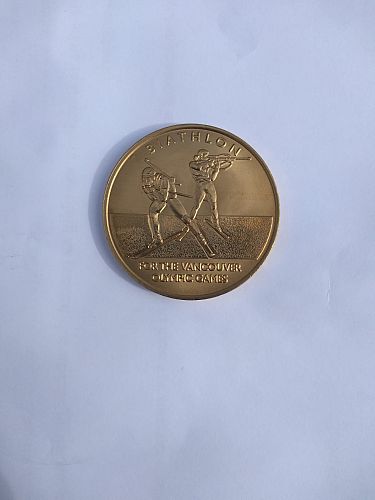 BIATHLON
FOR THE VANCOUVER
OLYMPIC GAMES